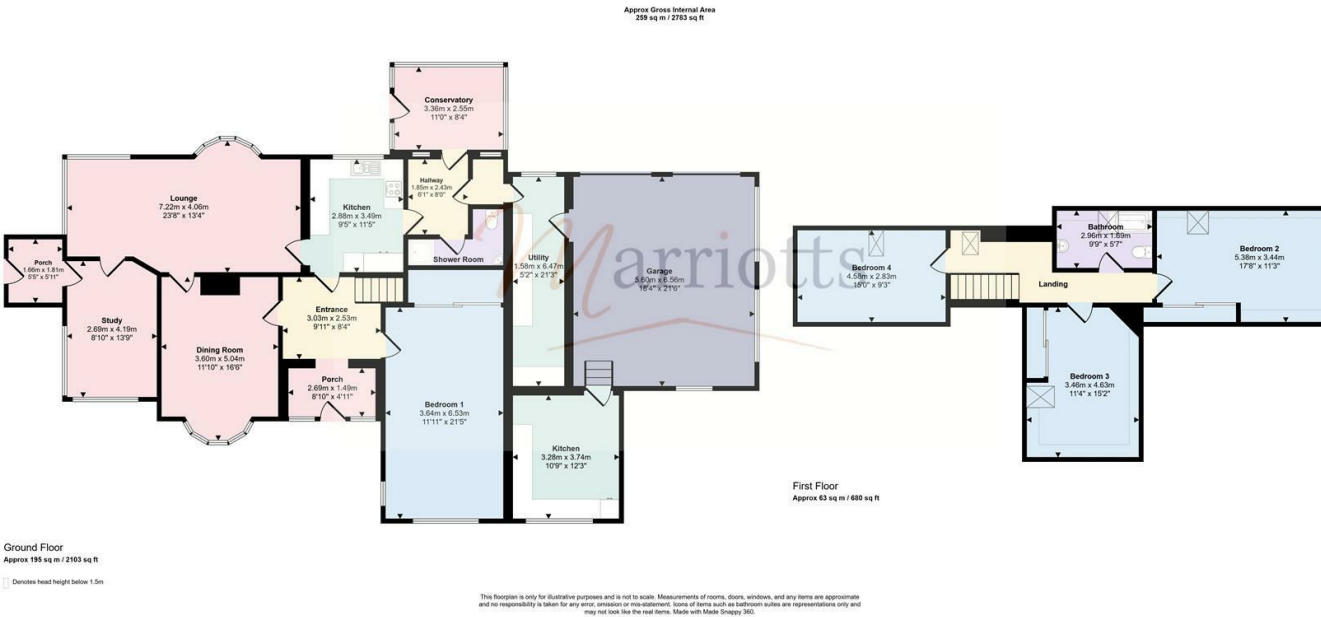 Approx Gross Internal Area
259 sq m / 2783 sq ft
Conservatory
3.36m x 2.55m
11'0" x 8'4"
Lounge
7.22m x 4.06m
23'8" x 13'4"
Kitchen
2.88m x 3.49m
9'5" x 11'5"
Hallway
1.85m x 2.43m
6'1" x 8'0"
Porch
1.66m x 1.81m
5'5" x 5'11"
Shower Room
Utility
1.58m x 6.47m
5'2" x 21'3"
Garage
5.60m x 6.56m
18'4" x 21'6"
Marriotts
Study
2.69m x 4.19m
8'10" x 13'9"
Dining Room
3.60m x 5.04m
11'10" x 16'6"
Entrance
3.03m x 2.53m
9'11" x 8'4"
Porch
2.69m x 1.49m
8'10" x 4'11"
Bedroom 1
3.64m x 6.53m
11'11" x 21'5"
Kitchen
3.28m x 3.74m
10'9" x 12'3"
Bathroom
2.96m x 1.69m
9'9" x 5'7"
Bedroom 2
5.38m x 3.44m
17'8" x 11'3"
Bedroom 4
4.58m x 2.83m
15'0" x 9'3"
Landing
Bedroom 3
3.46m x 4.63m
11'4" x 15'2"
First Floor
Approx 63 sq m / 680 sq ft
Ground Floor
Approx 195 sq m / 2103 sq ft
Denotes head height below 1.5m
This floorplan is only for illustrative purposes and is not to scale. Measurements of rooms, doors, windows, and any items are approximate
and no responsibility is taken for any error, omission or mis-statement. Icons of items such as bathroom suites are representations only and
may not look like the real items. Made with Made Snappy 360.